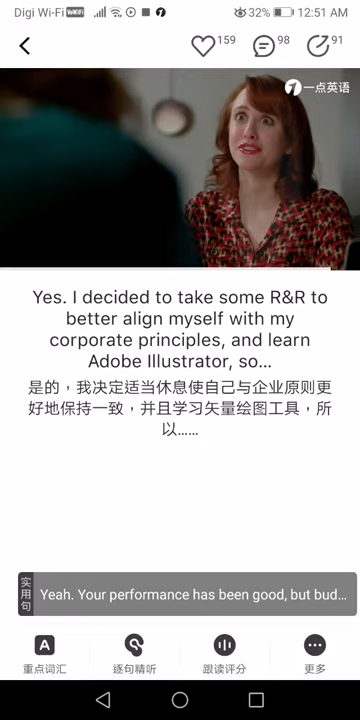 Digi Wi-Fi VoWiFi 32% 12:51 AM
159 98 91
一点英语
Yes. I decided to take some R&R to
better align myself with my
corporate principles, and learn
Adobe Illustrator, so...
是的，我决定适当休息使自己与企业原则更
好地保持一致，并且学习矢量绘图工具，所
以……
实用句 Yeah. Your performance has been good, but bud...
A
重点词汇 逐句精听 跟读评分 更多